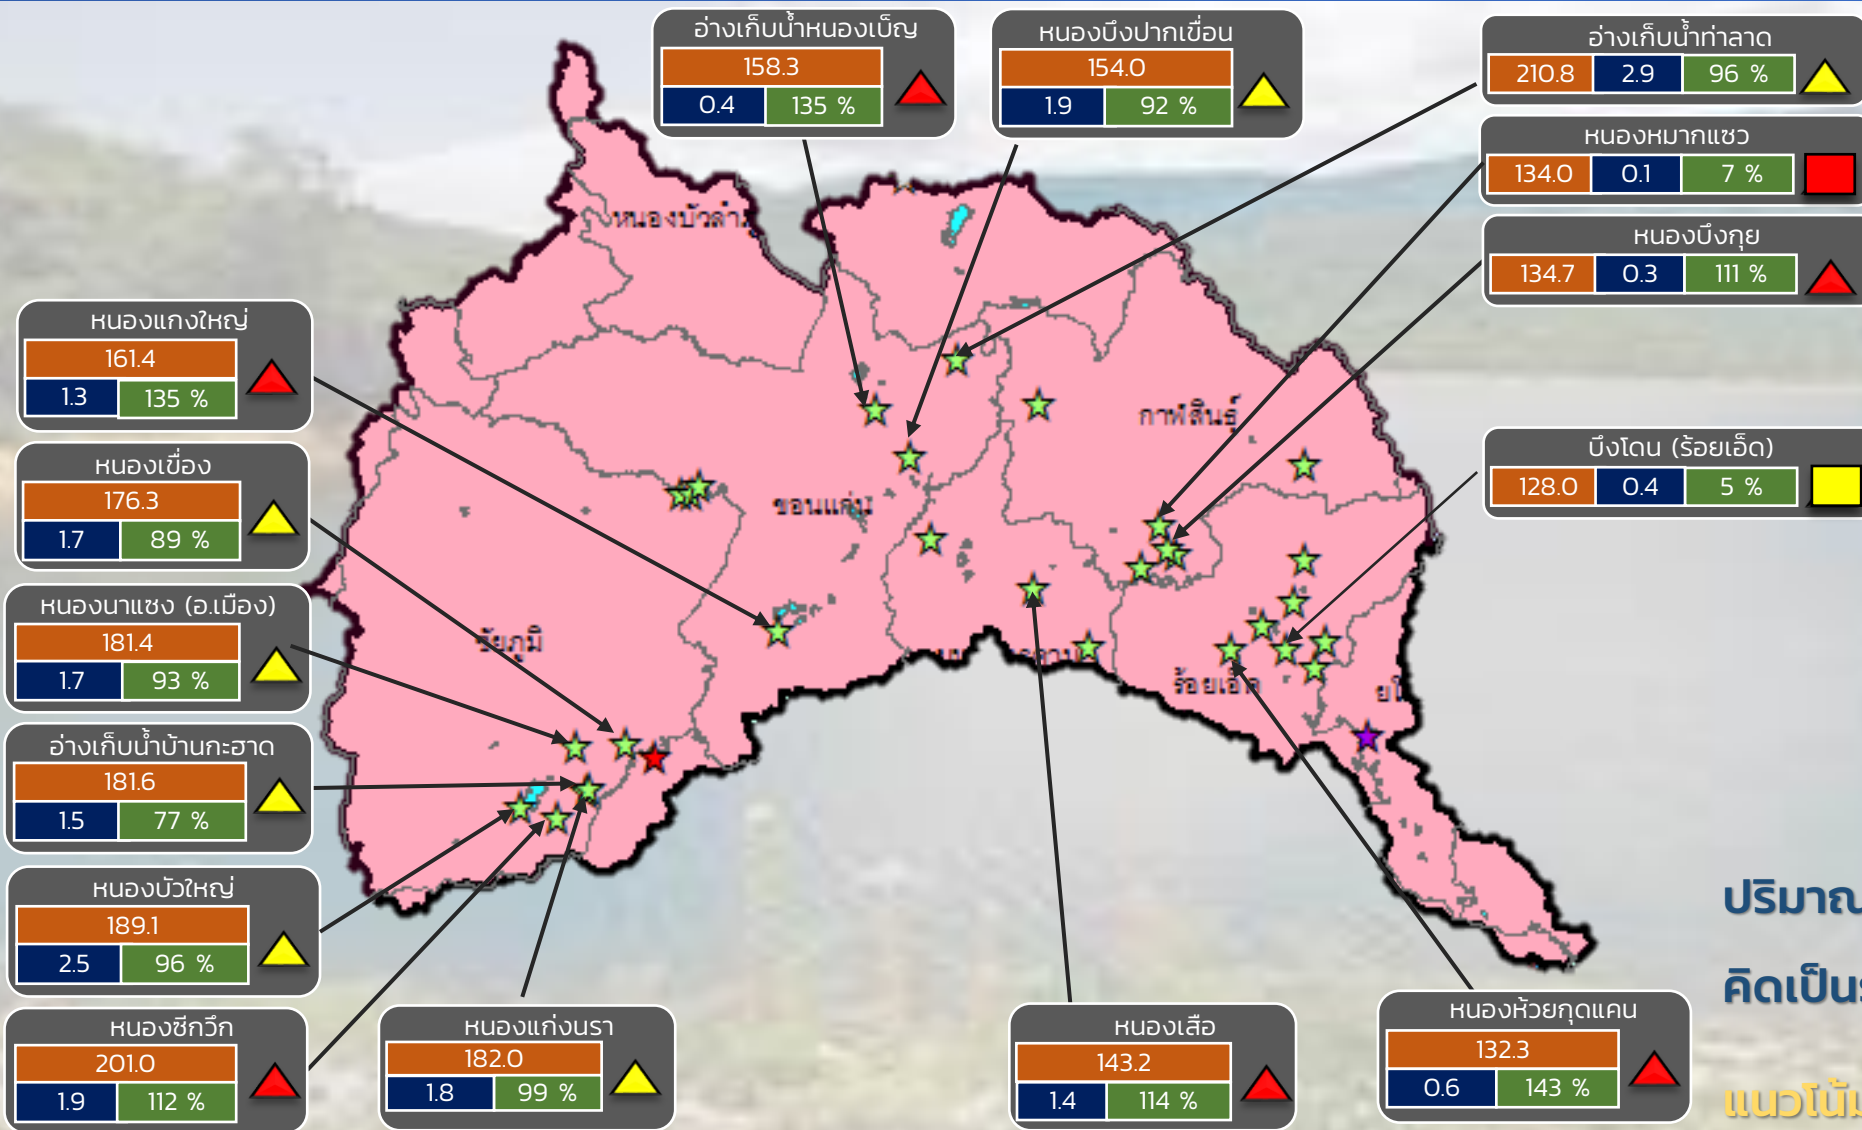 อ่างเก็บน้ำหนองเบ็ญ
158.3
0.4 135 %
หนองบึงปากเขื่อน
154.0
1.9 92 %
อ่างเก็บน้ำท่าลาด
210.8 2.9 96 %
หนองหมากแซว
134.0 0.1 7 %
หนองบึงกุย
134.7 0.3 111 %
บึงโดน (ร้อยเอ็ด)
128.0 0.4 5 %
หนองแกงใหญ่
161.4
1.3 135 %
หนองเขื่อง
176.3
1.7 89 %
หนองนาแซง (อ.เมือง)
181.4
1.7 93 %
อ่างเก็บน้ำบ้านกะฮาด
181.6
1.5 77 %
หนองบัวใหญ่
189.1
2.5 96 %
หนองซีกวึก
201.0
1.9 112 %
หนองแก่งนรา
182.0
1.8 99 %
หนองเสือ
143.2
1.4 114 %
หนองห้วยกุดแคน
132.3
0.6 143 %
หนองบัวลำภู
กาฬสินธุ์
ขอนแก่น
ชัยภูมิ
ร้อยเอ็ด
ปริมาณ
คิดเป็น
แนวโน้ม